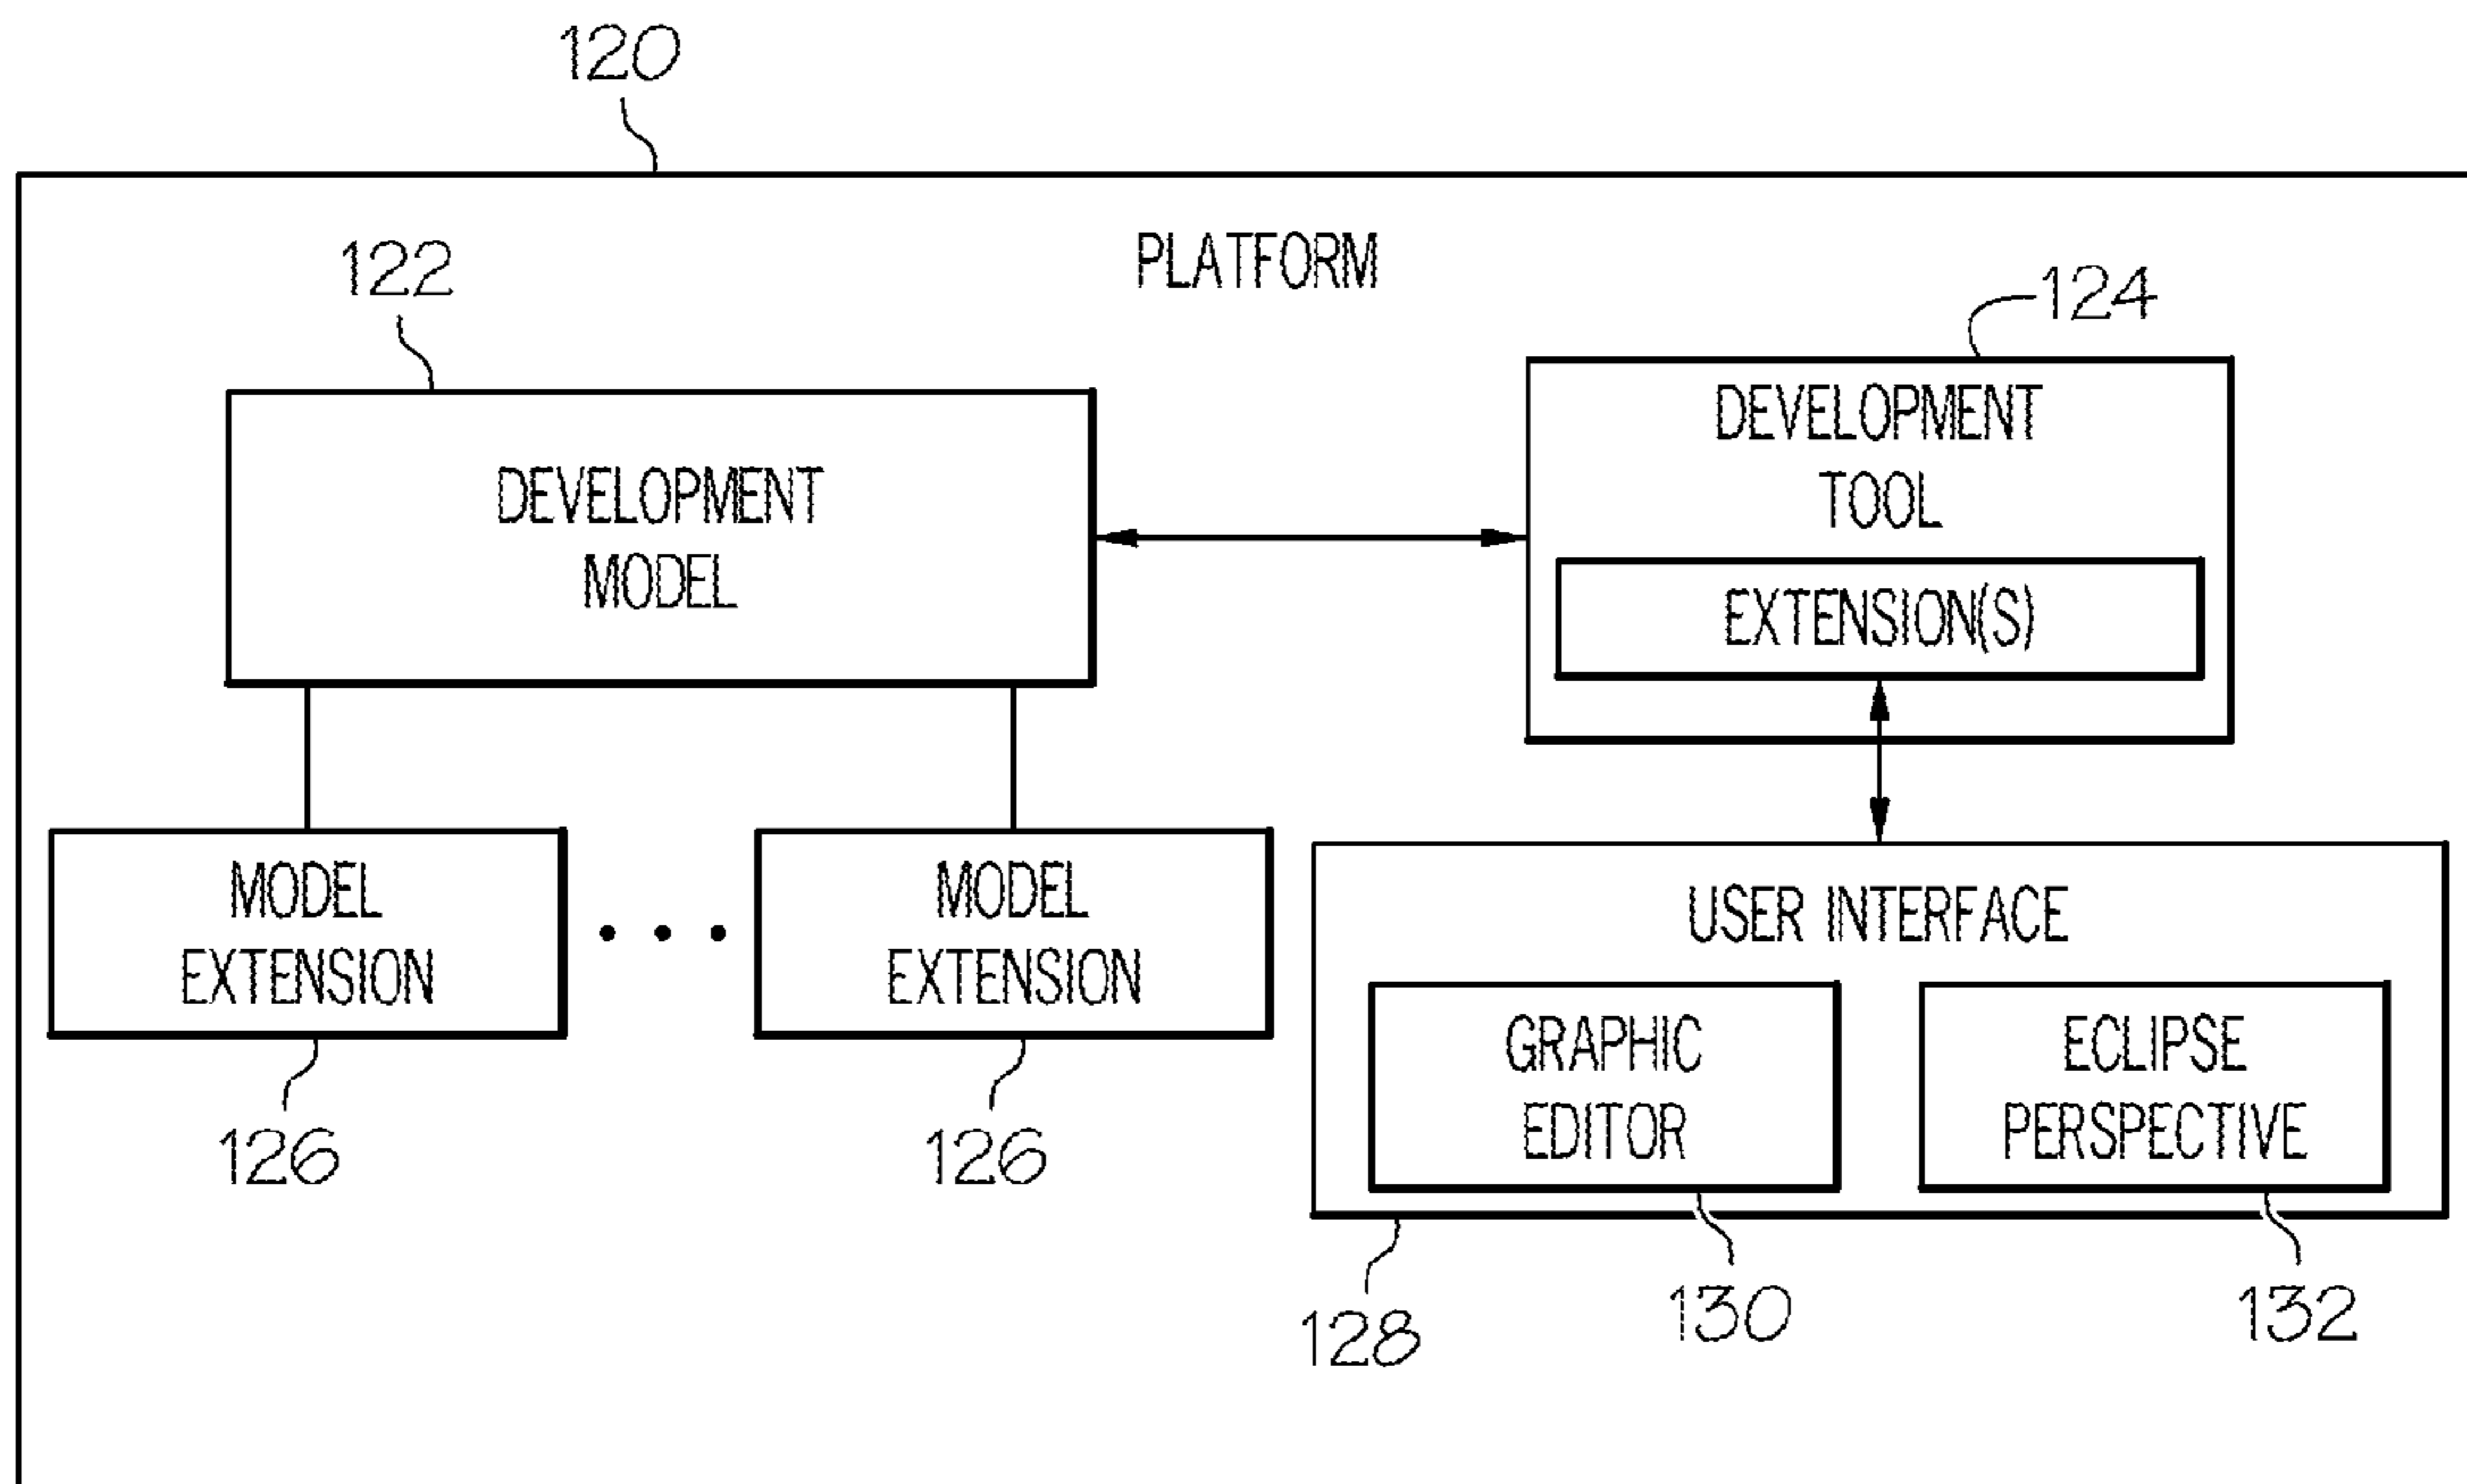 120
PLATFORM
122
124
DEVELOPMENT
MODEL
DEVELOPMENT
TOOL
EXTENSION(S)
MODEL
EXTENSION
MODEL
EXTENSION
126
126
USER INTERFACE
GRAPHIC
EDITOR
ECLIPSE
PERSPECTIVE
128
130
132